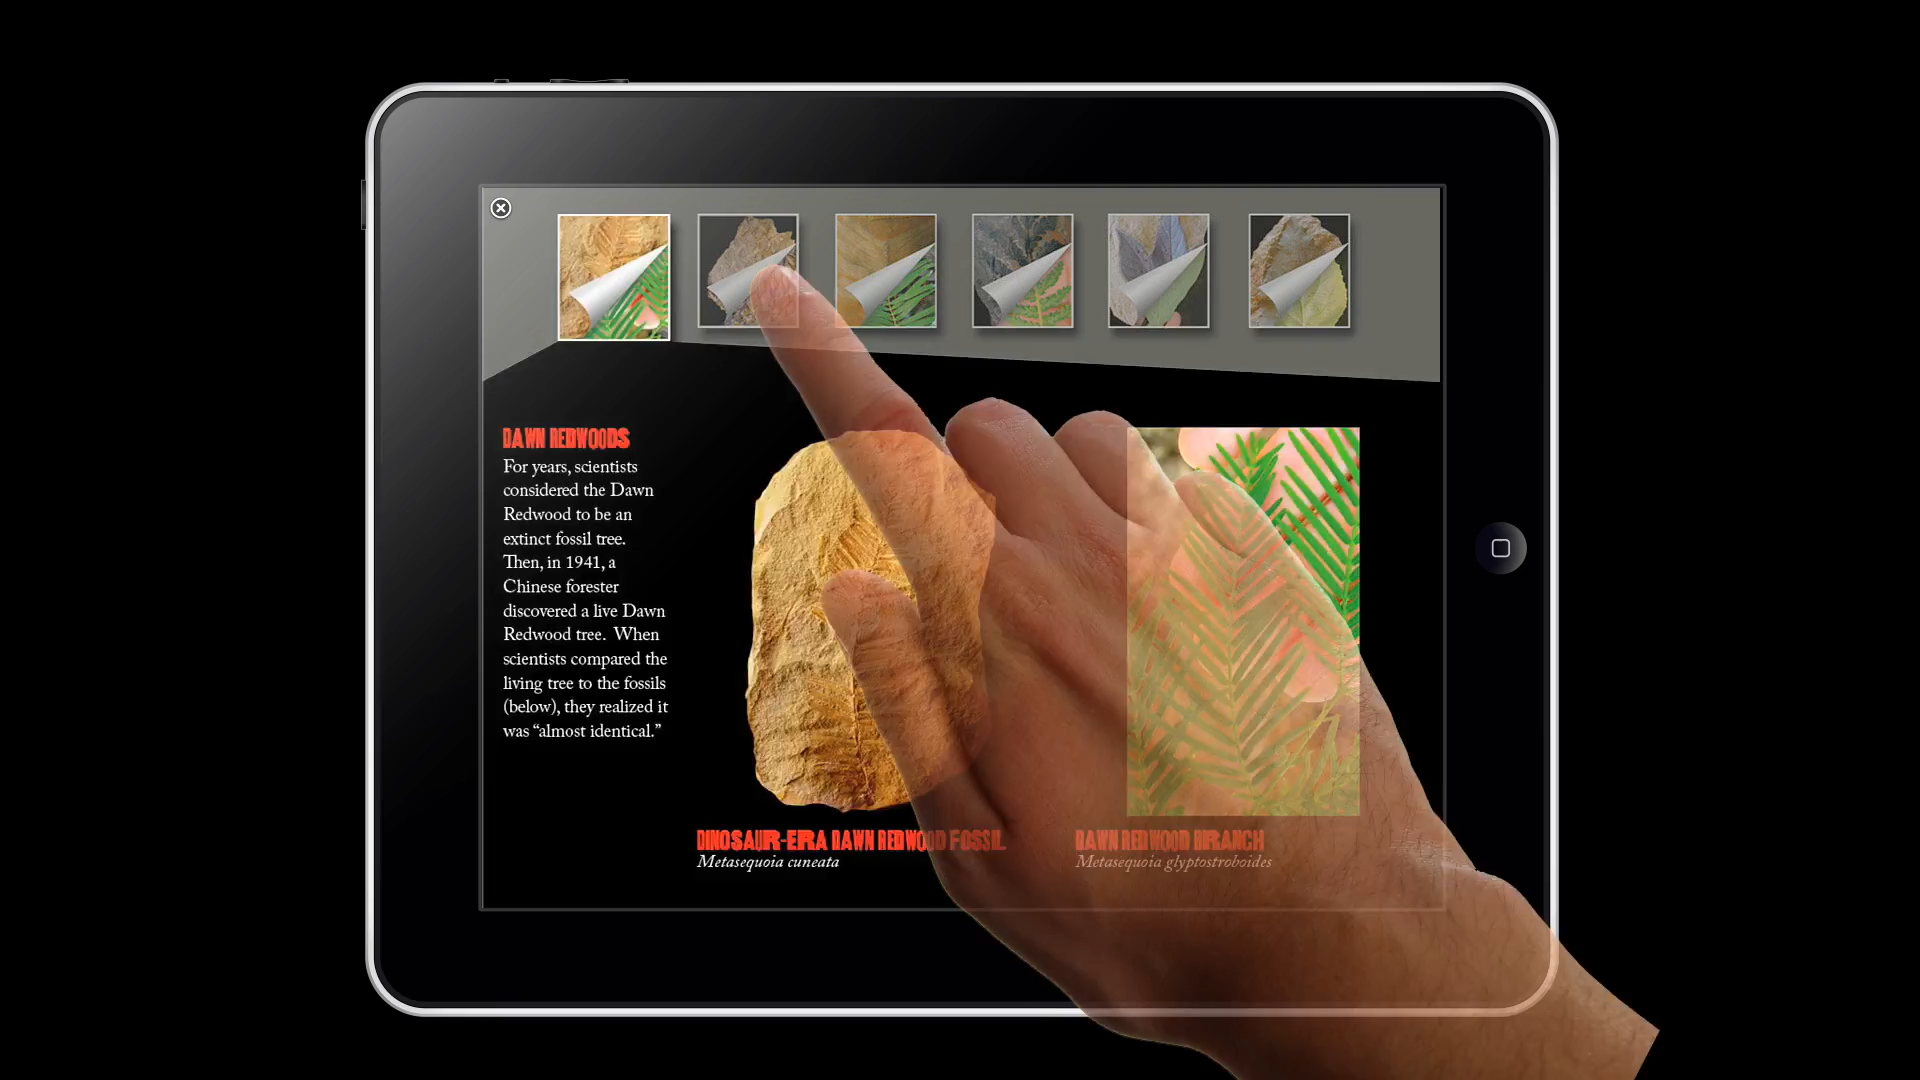 DAWN REDWOODS
For years, scientists
considered the Dawn
Redwood to be an
extinct fossil tree.
Then, in 1941, a
Chinese forester
discovered a live Dawn
Redwood tree.  When
scientists compared the
living tree to the fossils
(below), they realized it
was “almost identical.”
DINOSAUR-ERA DAWN REDWOOD FOSSIL
Metasequoia cuneata
DAWN REDWOOD BRANCH
Metasequoia glyptostroboides